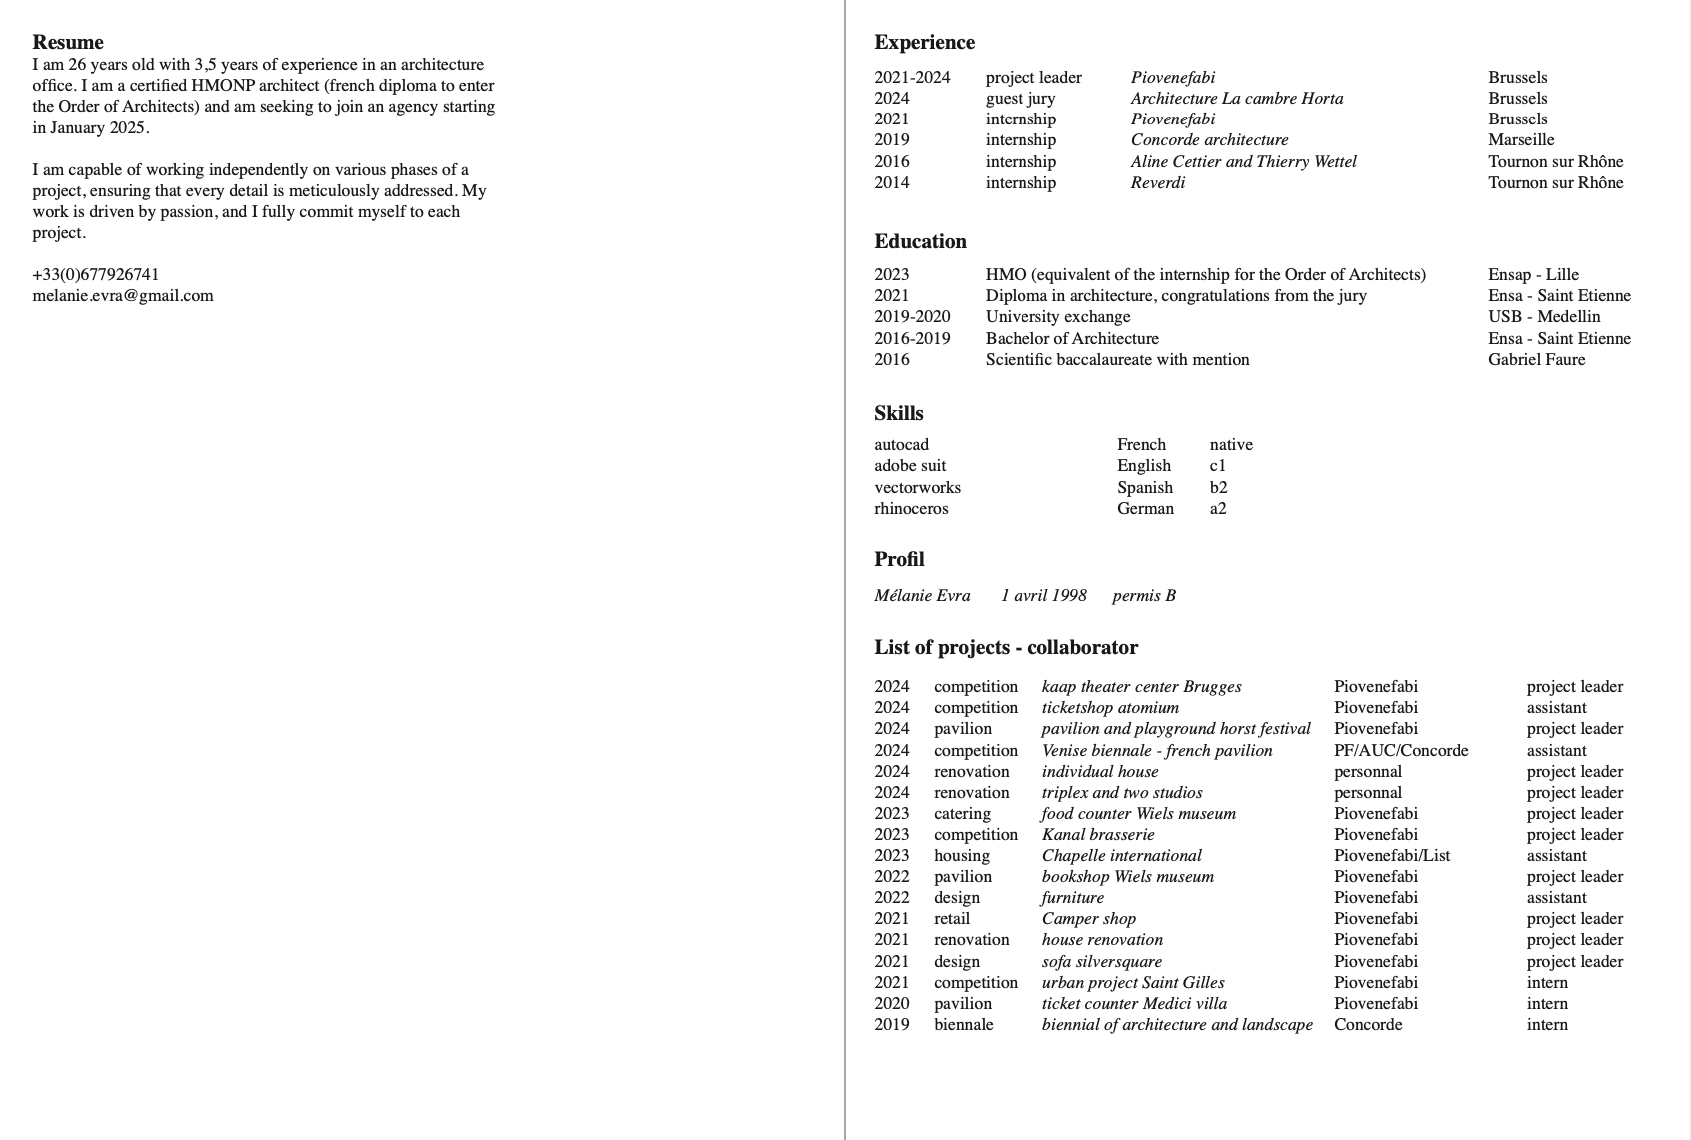 Resume
I am 26 years old with 3,5 years of experience in an architecture
office. I am a certified HMONP architect (french diploma to enter
the Order of Architects) and am seeking to join an agency starting
in January 2025.
I am capable of working independently on various phases of a
project, ensuring that every detail is meticulously addressed. My
work is driven by passion, and I fully commit myself to each
project.
+33(0)677926741
melanie.evra@gmail.com
Experience
2021-2024 project leader Piovenefabi Brussels
2024 guest jury Architecture La cambre Horta Brussels
2021 internship Piovenefabi Brussels
2019 internship Concorde architecture Marseille
2016 internship Aline Cettier and Thierry Wettel Tournon sur Rhône
2014 internship Reverdi Tournon sur Rhône
Education
2023 HMO (equivalent of the internship for the Order of Architects) Ensap - Lille
2021 Diploma in architecture, congratulations from the jury Ensa - Saint Etienne
2019-2020 University exchange USB - Medellin
2016-2019 Bachelor of Architecture Ensa - Saint Etienne
2016 Scientific baccalaureate with mention Gabriel Faure
Skills
autocad French native
adobe suit English c1
vectorworks Spanish b2
rhinoceros German a2
Profil
Mélanie Evra 1 avril 1998 permis B
List of projects - collaborator
2024 competition kaap theater center Brugges Piovenefabi project leader
2024 competition ticketshop atomium Piovenefabi assistant
2024 pavilion pavilion and playground horst festival Piovenefabi project leader
2024 competition Venise biennale - french pavilion PF/AUC/Concorde assistant
2024 renovation individual house personnal project leader
2024 renovation triplex and two studios personnal project leader
2023 catering food counter Wiels museum Piovenefabi project leader
2023 competition Kanal brasserie Piovenefabi project leader
2023 housing Chapelle international Piovenefabi/List assistant
2022 pavilion bookshop Wiels museum Piovenefabi project leader
2022 design furniture Piovenefabi assistant
2021 retail Camper shop Piovenefabi project leader
2021 renovation house renovation Piovenefabi project leader
2021 design sofa silversquare Piovenefabi project leader
2021 competition urban project Saint Gilles Piovenefabi intern
2020 pavilion ticket counter Medici villa Piovenefabi intern
2019 biennale biennial of architecture and landscape Concorde intern